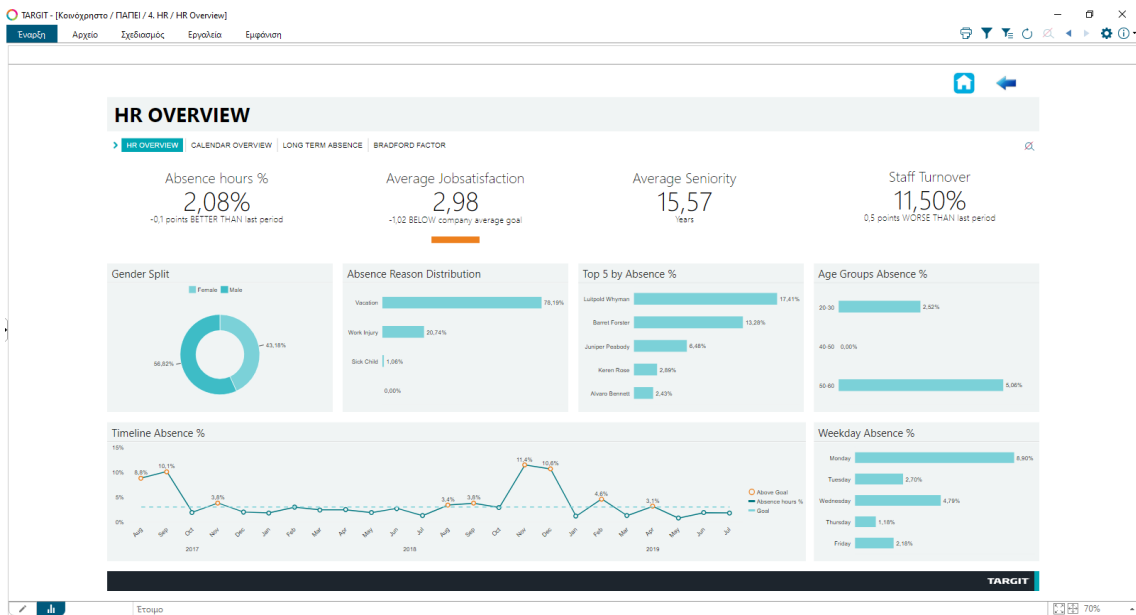 TARGIT - [Κοινόχρηστο / ΠΑΠΕΙ / 4. HR / HR Overview]
Έναρξη Αρχείο Σχεδιασμός Εργαλεία Εμφάνιση
HR OVERVIEW
HR OVERVIEW CALENDAR OVERVIEW LONG TERM ABSENCE BRADFORD FACTOR
Absence hours %
2,08%
-0,1 points BETTER THAN last period
Average Jobsatisfaction
2,98
-1,02 BELOW company average goal
Average Seniority
15,57
Years
Staff Turnover
11,50%
0,5 points WORSE THAN last period
Gender Split
Female Male
43,18%
56,82%
Absence Reason Distribution
Vacation 78,19%
Work Injury 20,74%
Sick Child 1,08%
0,00%
Top 5 by Absence %
Luitpold Whyman 17,41%
Barret Forster 13,28%
Juniper Peabody 6,48%
Keren Rose 2,89%
Alvaro Bennett 2,43%
Age Groups Absence %
20-30 2,52%
40-50 0,00%
50-60 5,08%
Timeline Absence %
15%
10%
5%
0%
8,8% 10,1% 3,8% 3,4% 3,8% 11,4% 10,6% 4,6% 3,1%
Aug Sep Oct Nov Dec Jan Feb Mar Apr May Jun Jul Aug Sep Oct Nov Dec Jan Feb Mar Apr May Jun Jul
2017 2018 2019
Above Goal
Absence hours %
Goal
Weekday Absence %
Monday 8,90%
Tuesday 2,70%
Wednesday 4,79%
Thursday 1,18%
Friday 2,18%
TARGIT
Έτοιμο 70%